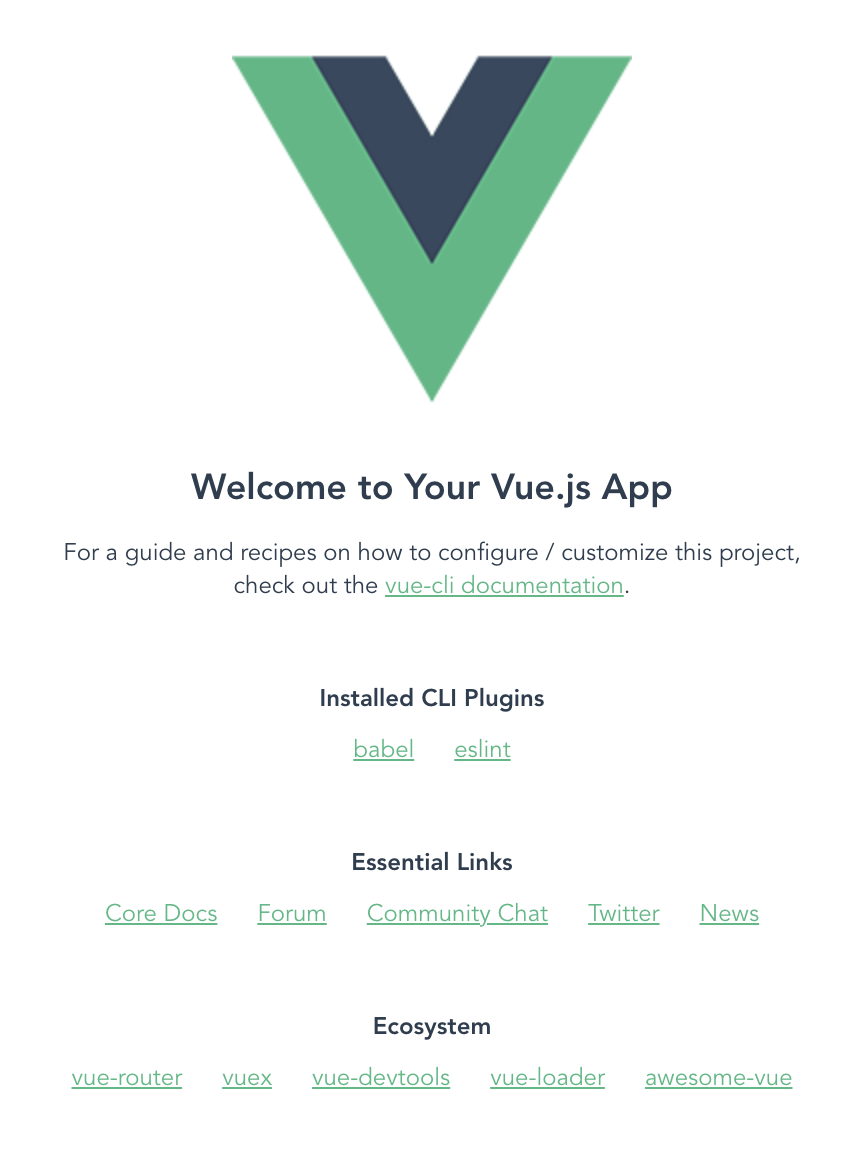 Welcome to Your Vue.js App
For a guide and recipes on how to configure / customize this project,
check out the vue-cli documentation.
Installed CLI Plugins
babel eslint
Essential Links
Core Docs Forum Community Chat Twitter News
Ecosystem
vue-router vuex vue-devtools vue-loader awesome-vue